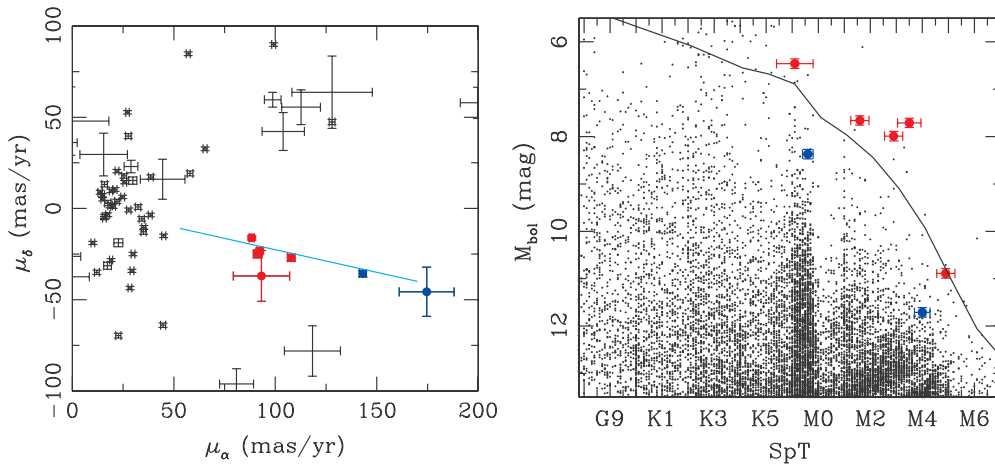 100
50
0
−50
−100
μδ (mas/yr)
0
50
100
150
200
μα (mas/yr)
6
8
10
12
Mbol (mag)
G9
K1
K3
K5
M0
M2
M4
M6
SpT